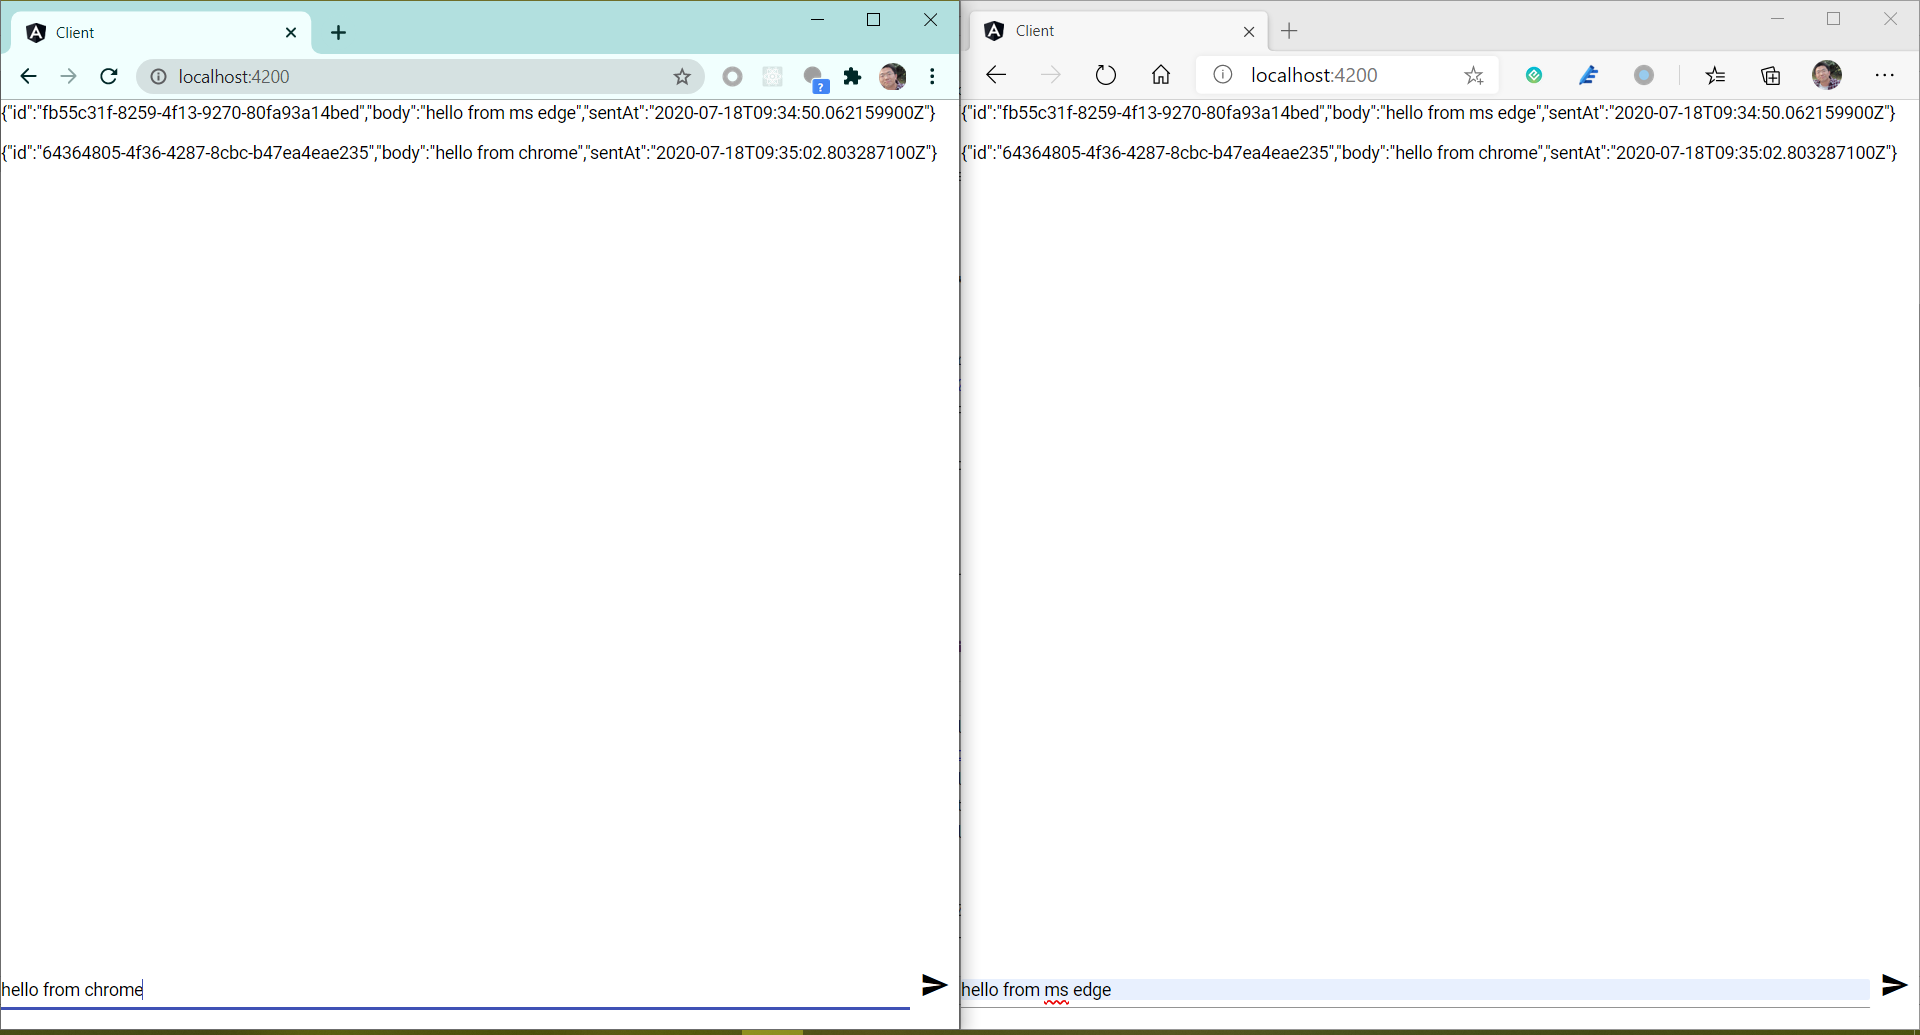 Client
localhost:4200
{"id":"fb55c31f-8259-4f13-9270-80fa93a14bed","body":"hello from ms edge","sentAt":"2020-07-18T09:34:50.062159900Z"}
{"id":"64364805-4f36-4287-8cbc-b47ea4eae235","body":"hello from chrome","sentAt":"2020-07-18T09:35:02.803287100Z"}
hello from chrome
Client
localhost:4200
{"id":"fb55c31f-8259-4f13-9270-80fa93a14bed","body":"hello from ms edge","sentAt":"2020-07-18T09:34:50.062159900Z"}
{"id":"64364805-4f36-4287-8cbc-b47ea4eae235","body":"hello from chrome","sentAt":"2020-07-18T09:35:02.803287100Z"}
hello from ms edge